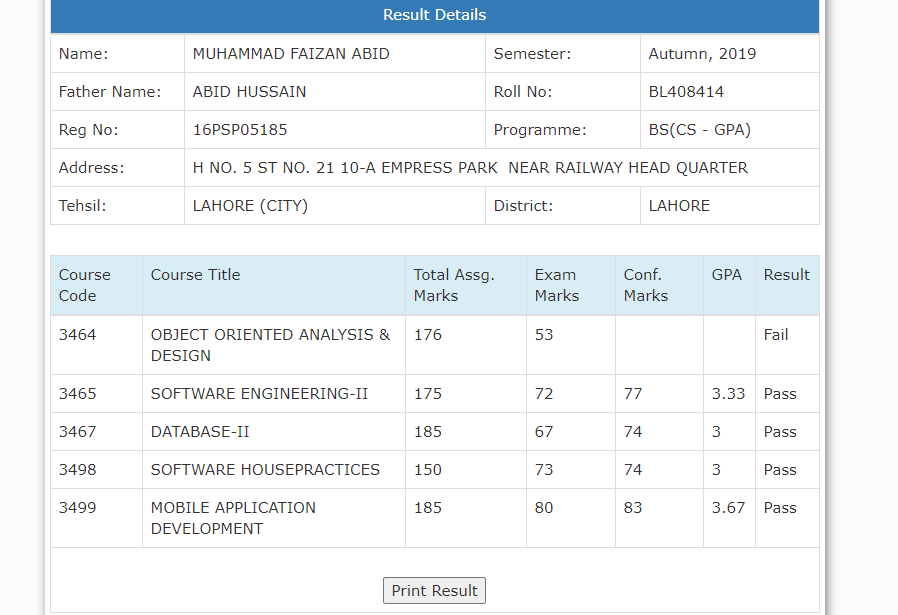 Result Details
Name: MUHAMMAD FAIZAN ABID Semester: Autumn, 2019
Father Name: ABID HUSSAIN Roll No: BL408414
Reg No: 16PSP05185 Programme: BS(CS - GPA)
Address: H NO. 5 ST NO. 21 10-A EMPRESS PARK  NEAR RAILWAY HEAD QUARTER
Tehsil: LAHORE (CITY) District: LAHORE
Course Course Title Total Assg. Exam Conf. GPA Result
Code Marks Marks Marks
3464 OBJECT ORIENTED ANALYSIS & 176 53 Fail
DESIGN
3465 SOFTWARE ENGINEERING-II 175 72 77 3.33 Pass
3467 DATABASE-II 185 67 74 3 Pass
3498 SOFTWARE HOUSEPRACTICES 150 73 74 3 Pass
3499 MOBILE APPLICATION 185 80 83 3.67 Pass
DEVELOPMENT
Print Result